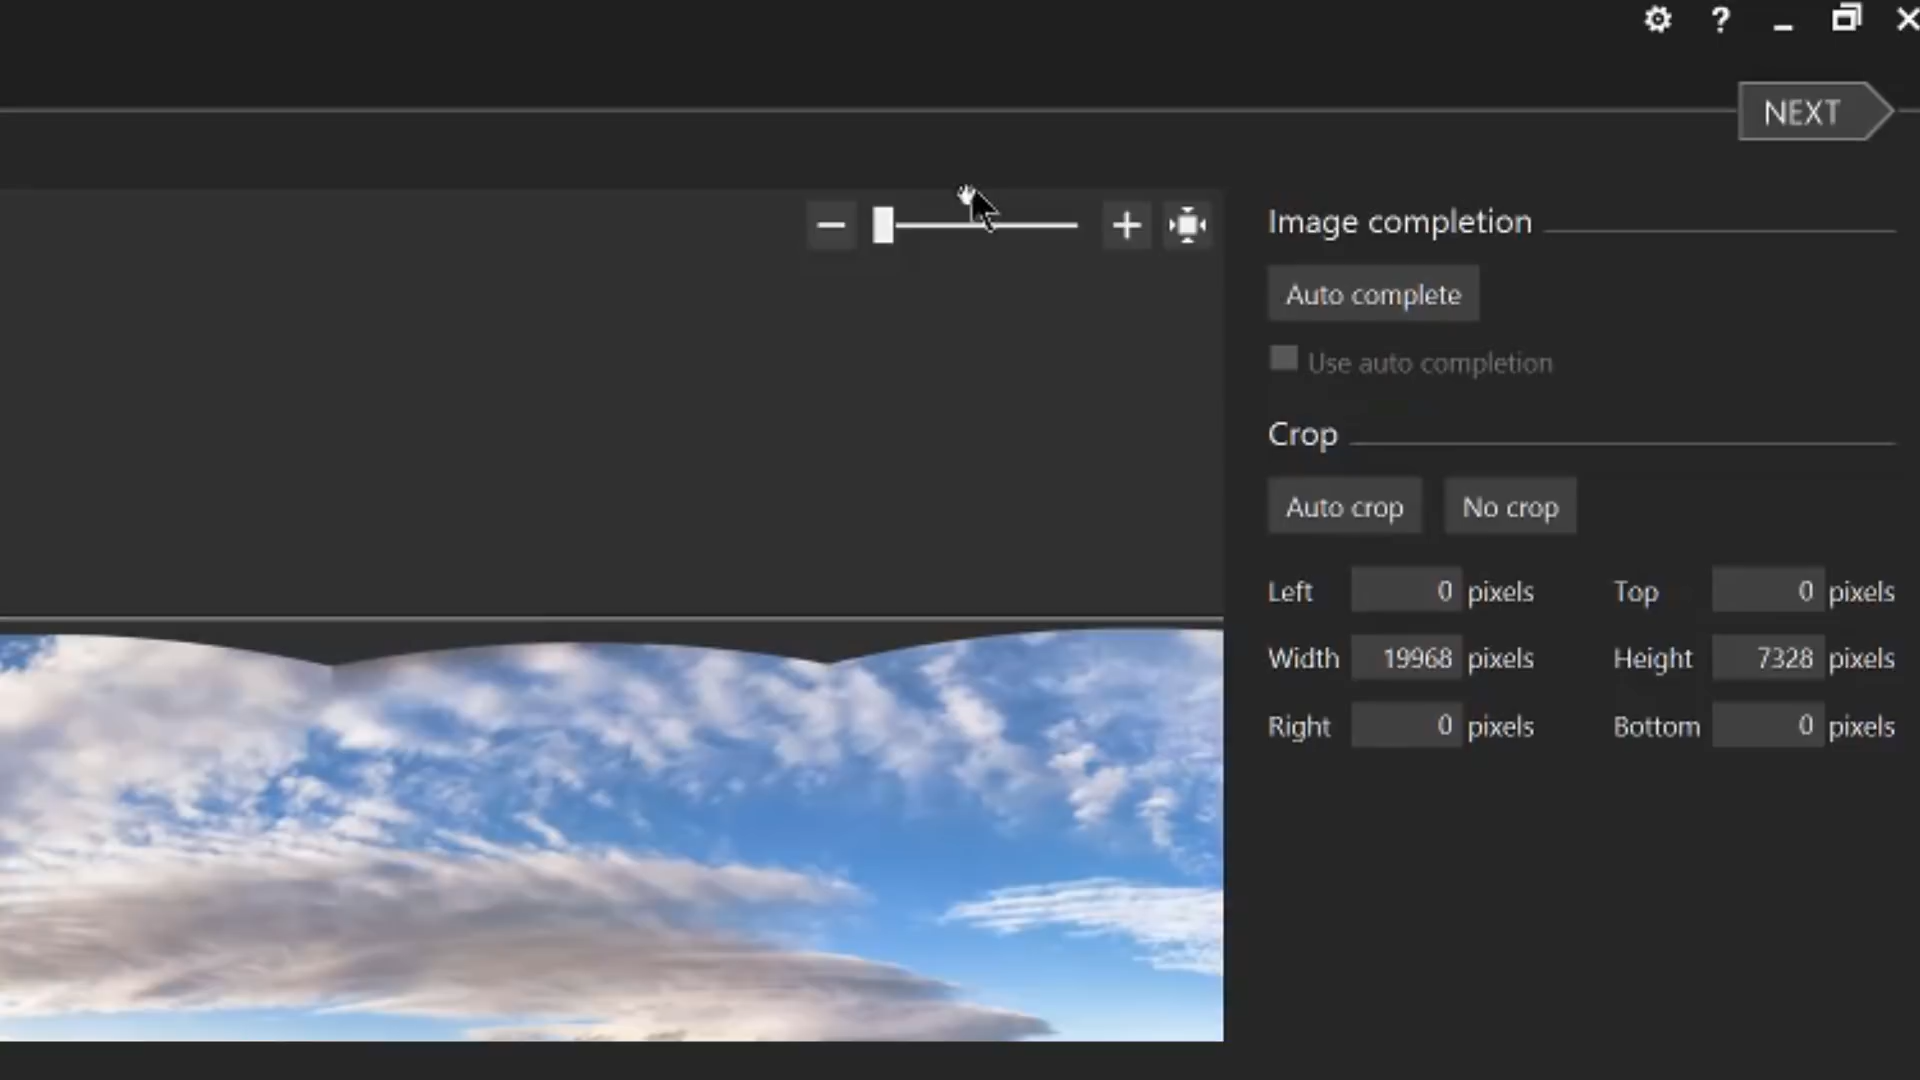 ?
NEXT
Image completion
Auto complete
Use auto completion
Crop
Auto crop No crop
Left 0 pixels Top 0 pixels
Width 19968 pixels Height 7328 pixels
Right 0 pixels Bottom 0 pixels